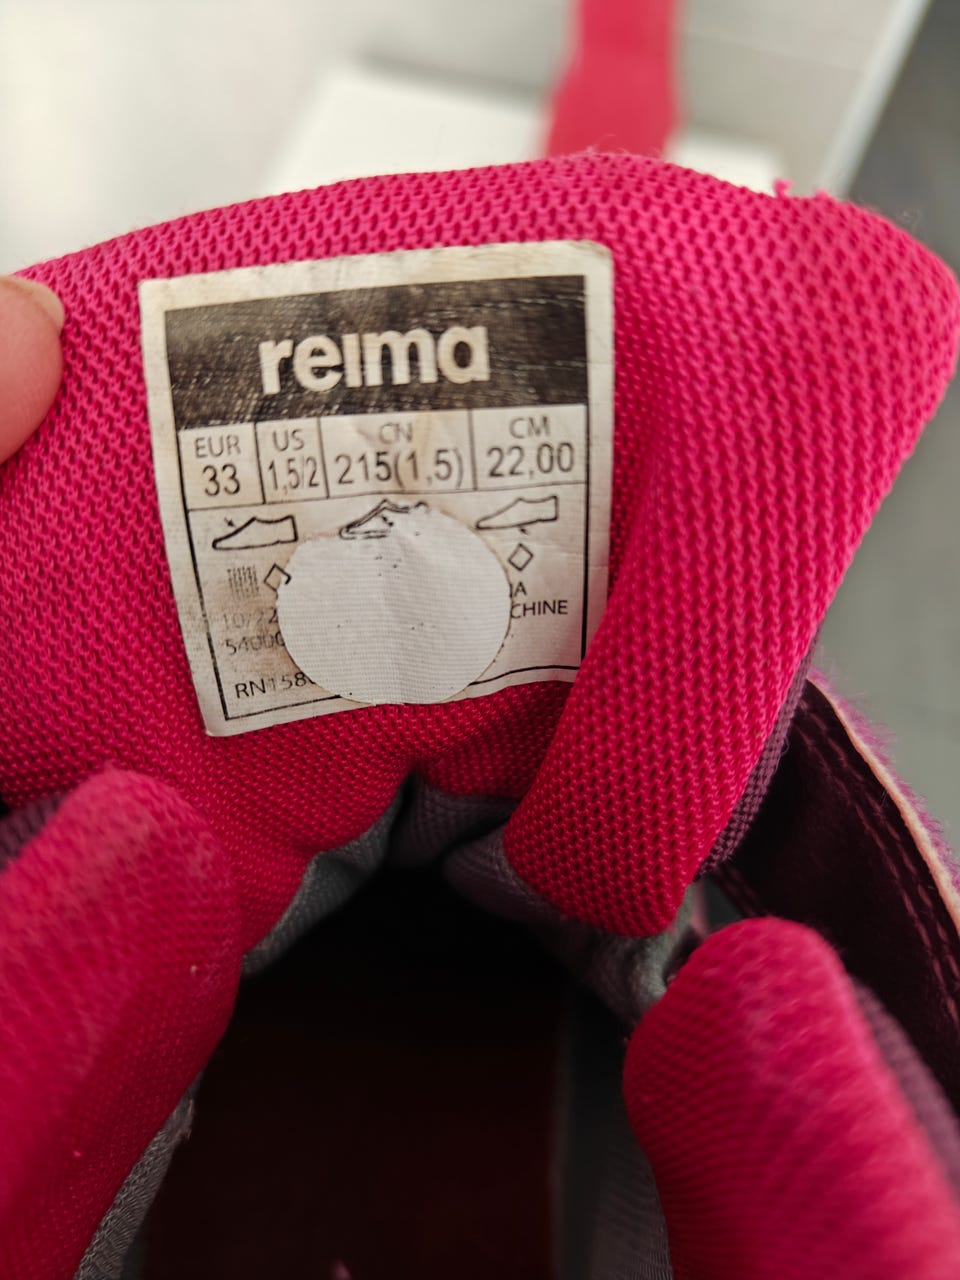 reima
EUR US CN CM
33 1,5/2 215(1,5) 22,00
A
CHINE